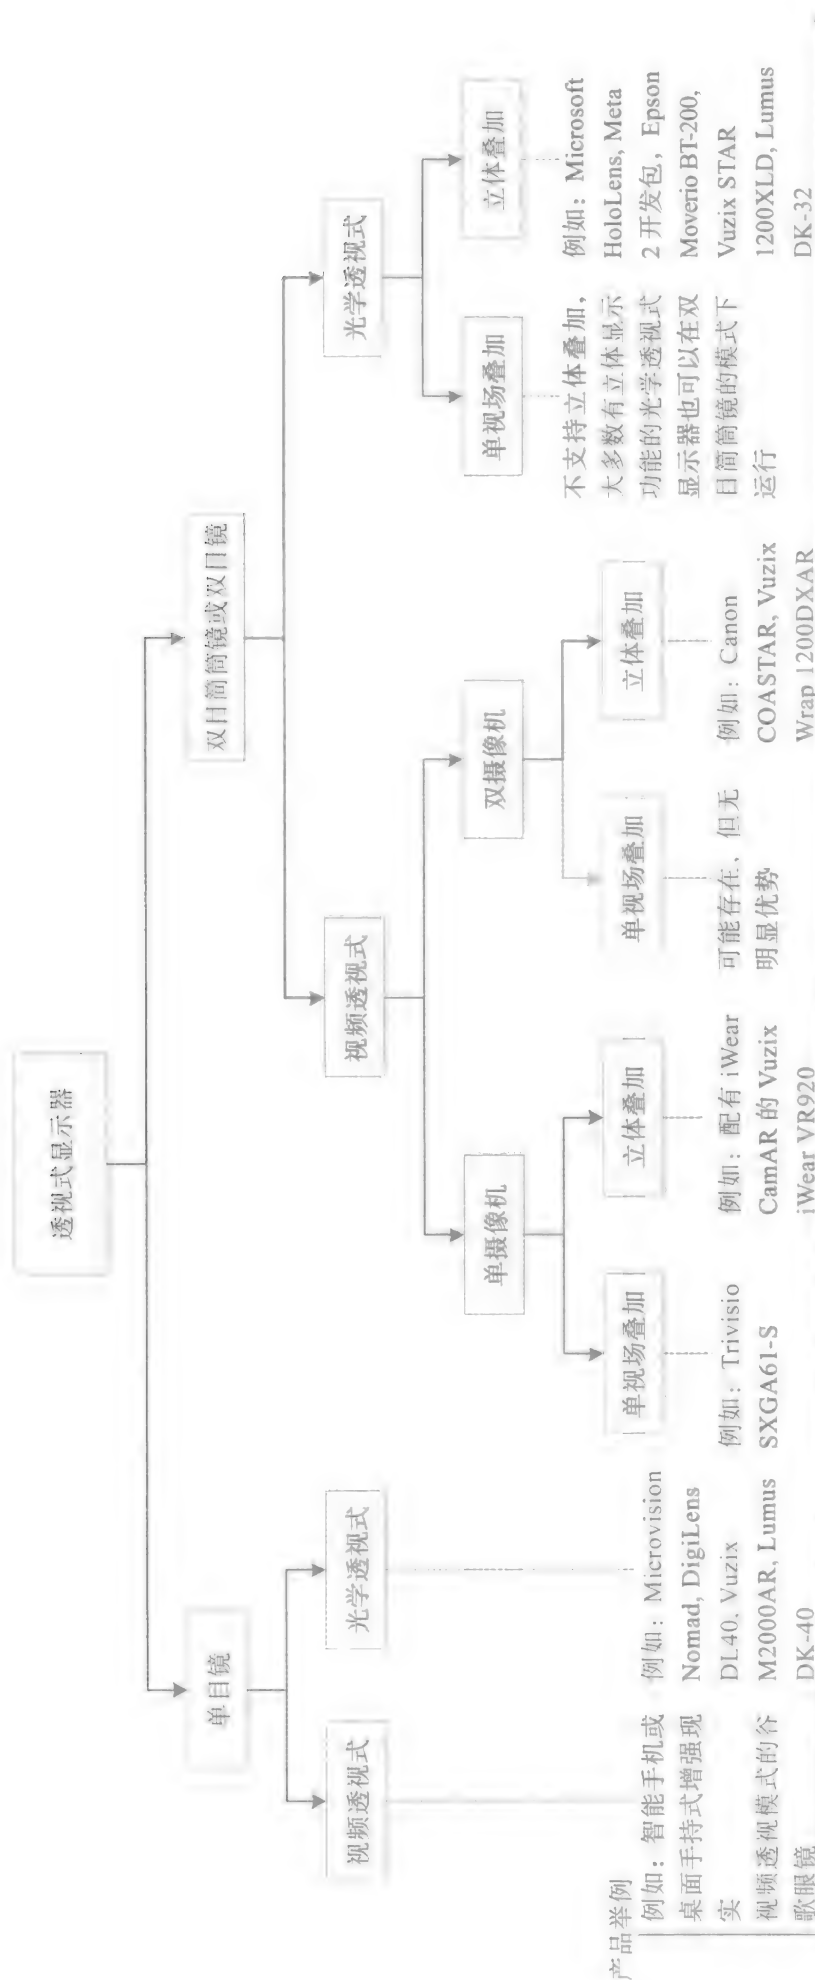 透视式显示器
单目镜
双目筒筒镜或双目镜
视频透视式
光学透视式
视频透视式
光学透视式
单摄像机
双摄像机
单视场叠加
立体叠加
单视场叠加
立体叠加
单视场叠加
立体叠加
产品举例
例如：智能手机或
桌面手持式增强现
实
视频透视模式的谷
歌眼镜
例如：Microvision
Nomad, DigiLens
DL40, Vuzix
M2000AR, Lumus
DK-40
例如：Trivisio
SXGA61-S
例如：配有 iWear
CamAR 的 Vuzix
iWear VR920
可能存在，但无
明显优势
例如：Canon
COASTAR, Vuzix
Wrap 1200DXAR
不支持立体叠加，
大多数有立体显示
功能的光学透视式
显示器也可以在双
目筒筒镜的模式下
运行
例如：Microsoft
HoloLens, Meta
2 开发包，Epson
Moverio BT-200,
Vuzix STAR
1200XLD, Lumus
DK-32